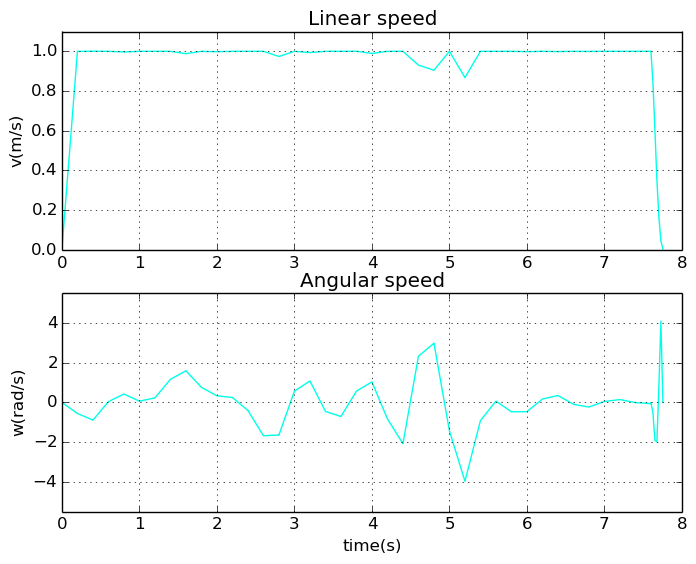 Linear speed
v(m/s)
1.0
0.8
0.6
0.4
0.2
0.0
0 1 2 3 4 5 6 7 8
Angular speed
w(rad/s)
4
2
0
−2
−4
0 1 2 3 4 5 6 7 8
time(s)